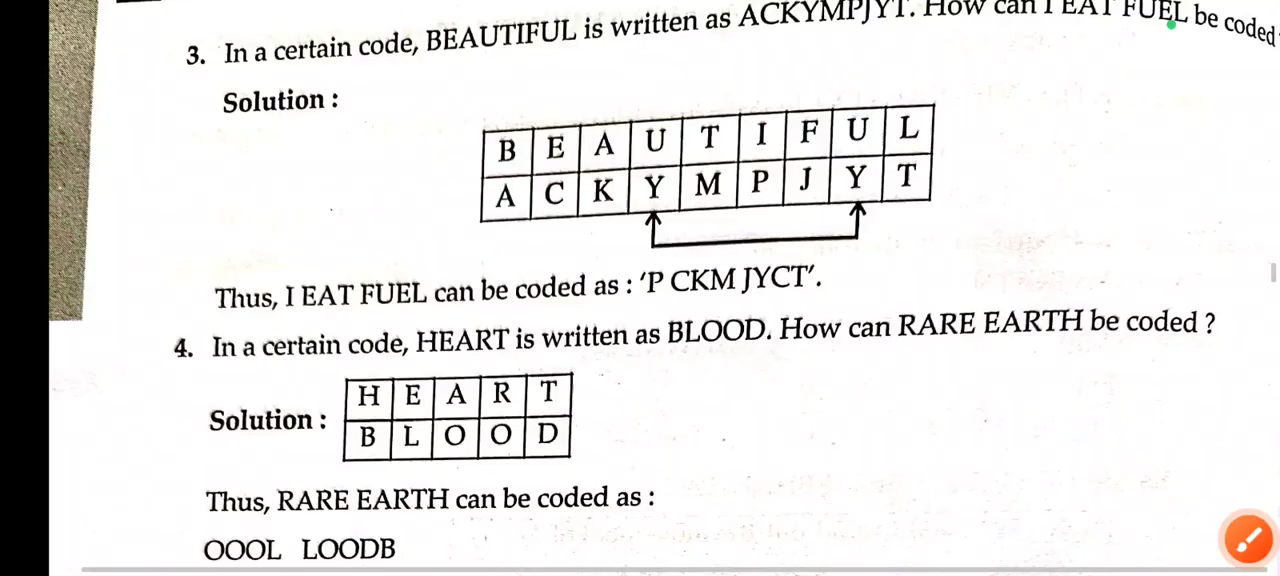 3. In a certain code, BEAUTIFUL is written as ACKYMPJYT. How can I EAT FUEL be coded
Solution :
B E A U T I F U L
A C K Y M P J Y T
Thus, I EAT FUEL can be coded as : 'P CKM JYCT'.
4. In a certain code, HEART is written as BLOOD. How can RARE EARTH be coded ?
H E A R T
Solution :
B L O O D
Thus, RARE EARTH can be coded as :
OOOL LOODB